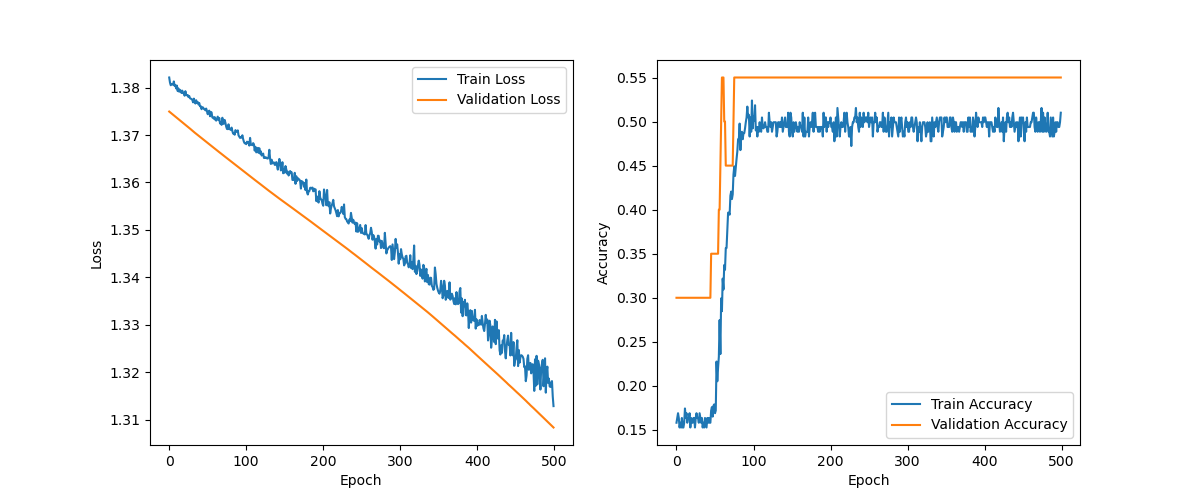 1.38
1.37
1.36
1.35
1.34
1.33
1.32
1.31
Loss
0 100 200 300 400 500
Epoch
Train Loss
Validation Loss
0.55
0.50
0.45
0.40
0.35
0.30
0.25
0.20
0.15
Accuracy
0 100 200 300 400 500
Epoch
Train Accuracy
Validation Accuracy